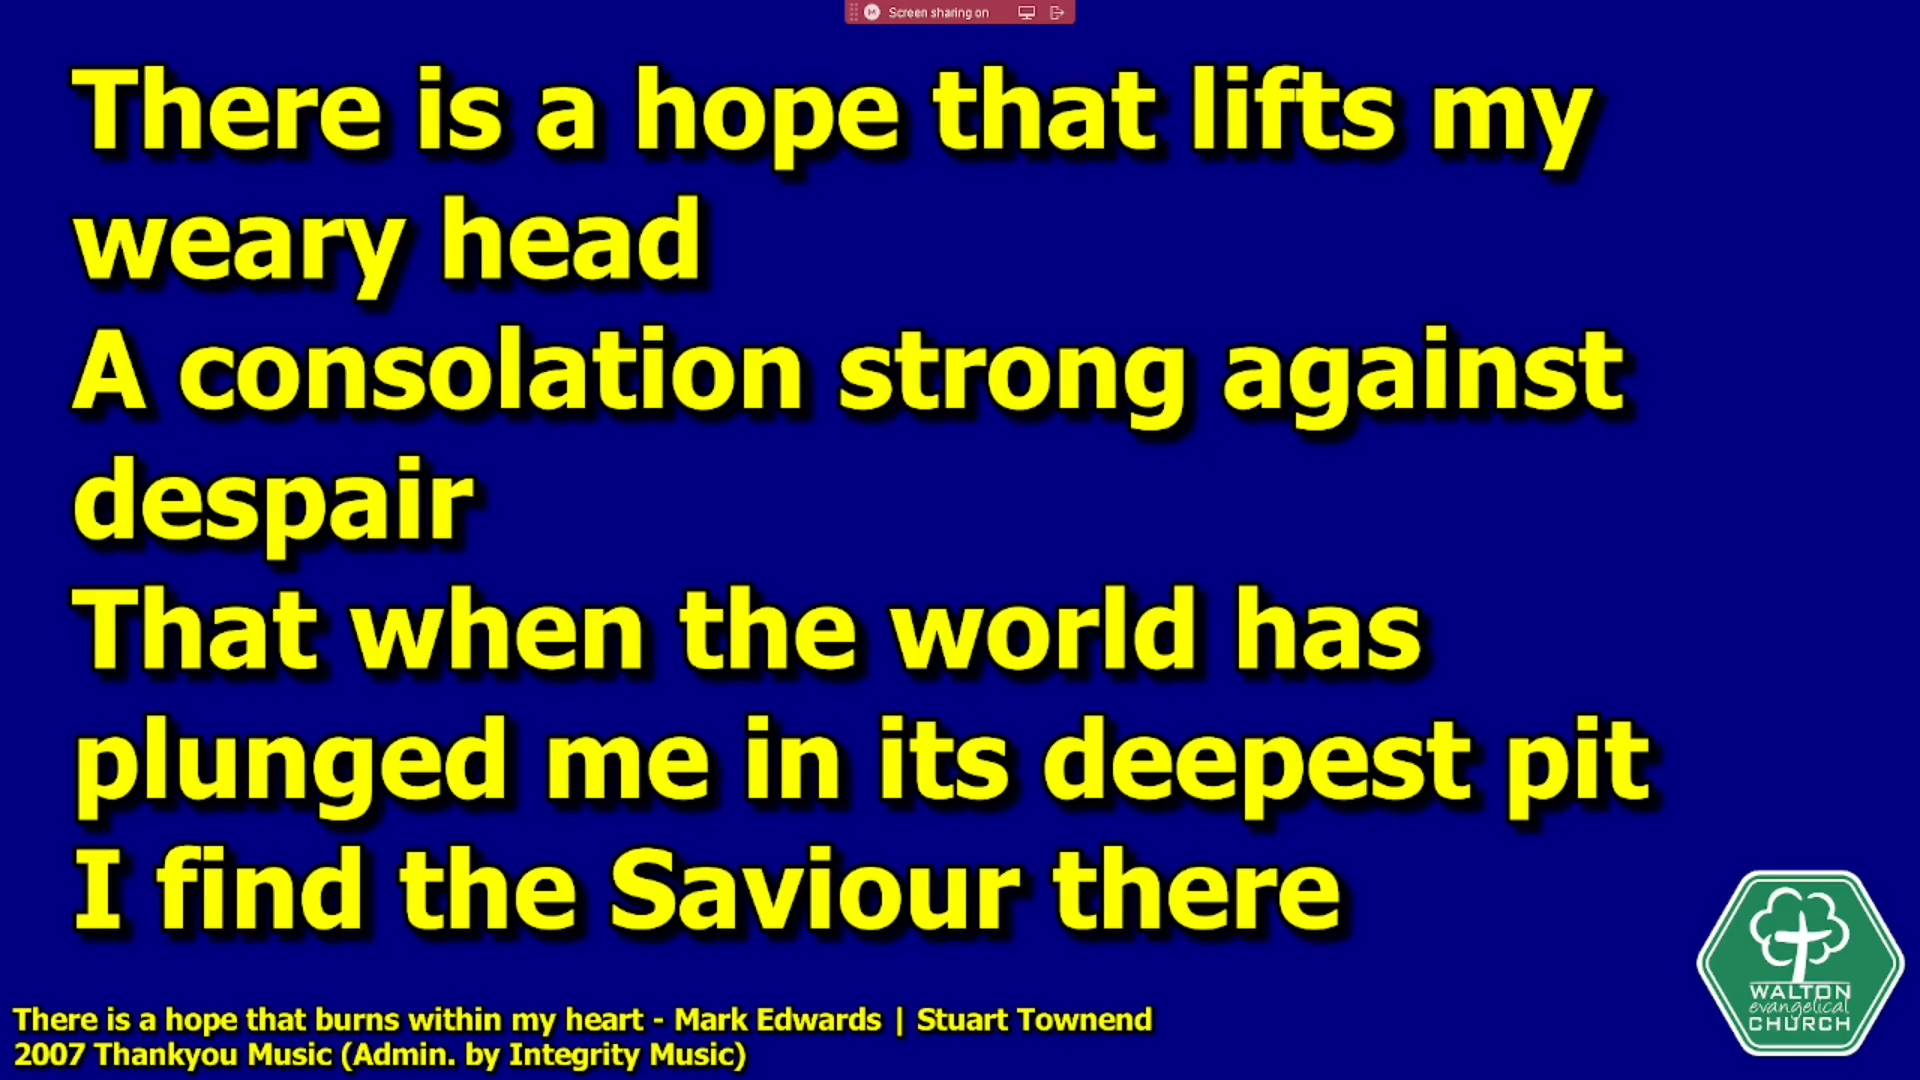 Screen sharing on
There is a hope that lifts my
weary head
A consolation strong against
despair
That when the world has
plunged me in its deepest pit
I find the Saviour there
WALTON
evangelical
CHURCH
There is a hope that burns within my heart - Mark Edwards | Stuart Townend
2007 Thankyou Music (Admin. by Integrity Music)